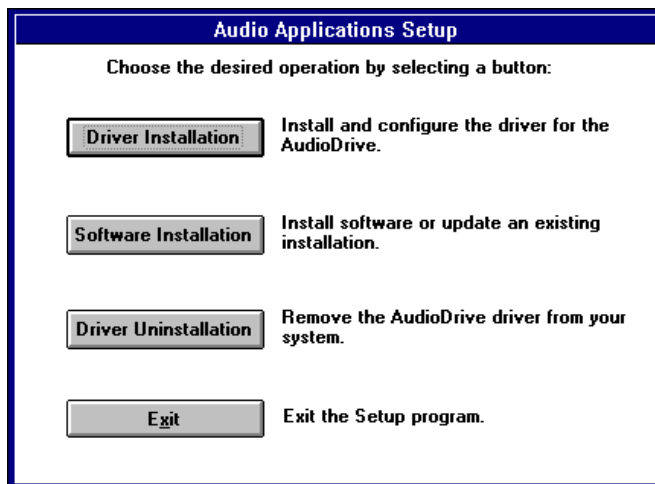 Audio Applications Setup
Choose the desired operation by selecting a button:
Driver Installation
Install and configure the driver for the
AudioDrive.
Software Installation
Install software or update an existing
installation.
Driver Uninstallation
Remove the AudioDrive driver from your
system.
Exit
Exit the Setup program.